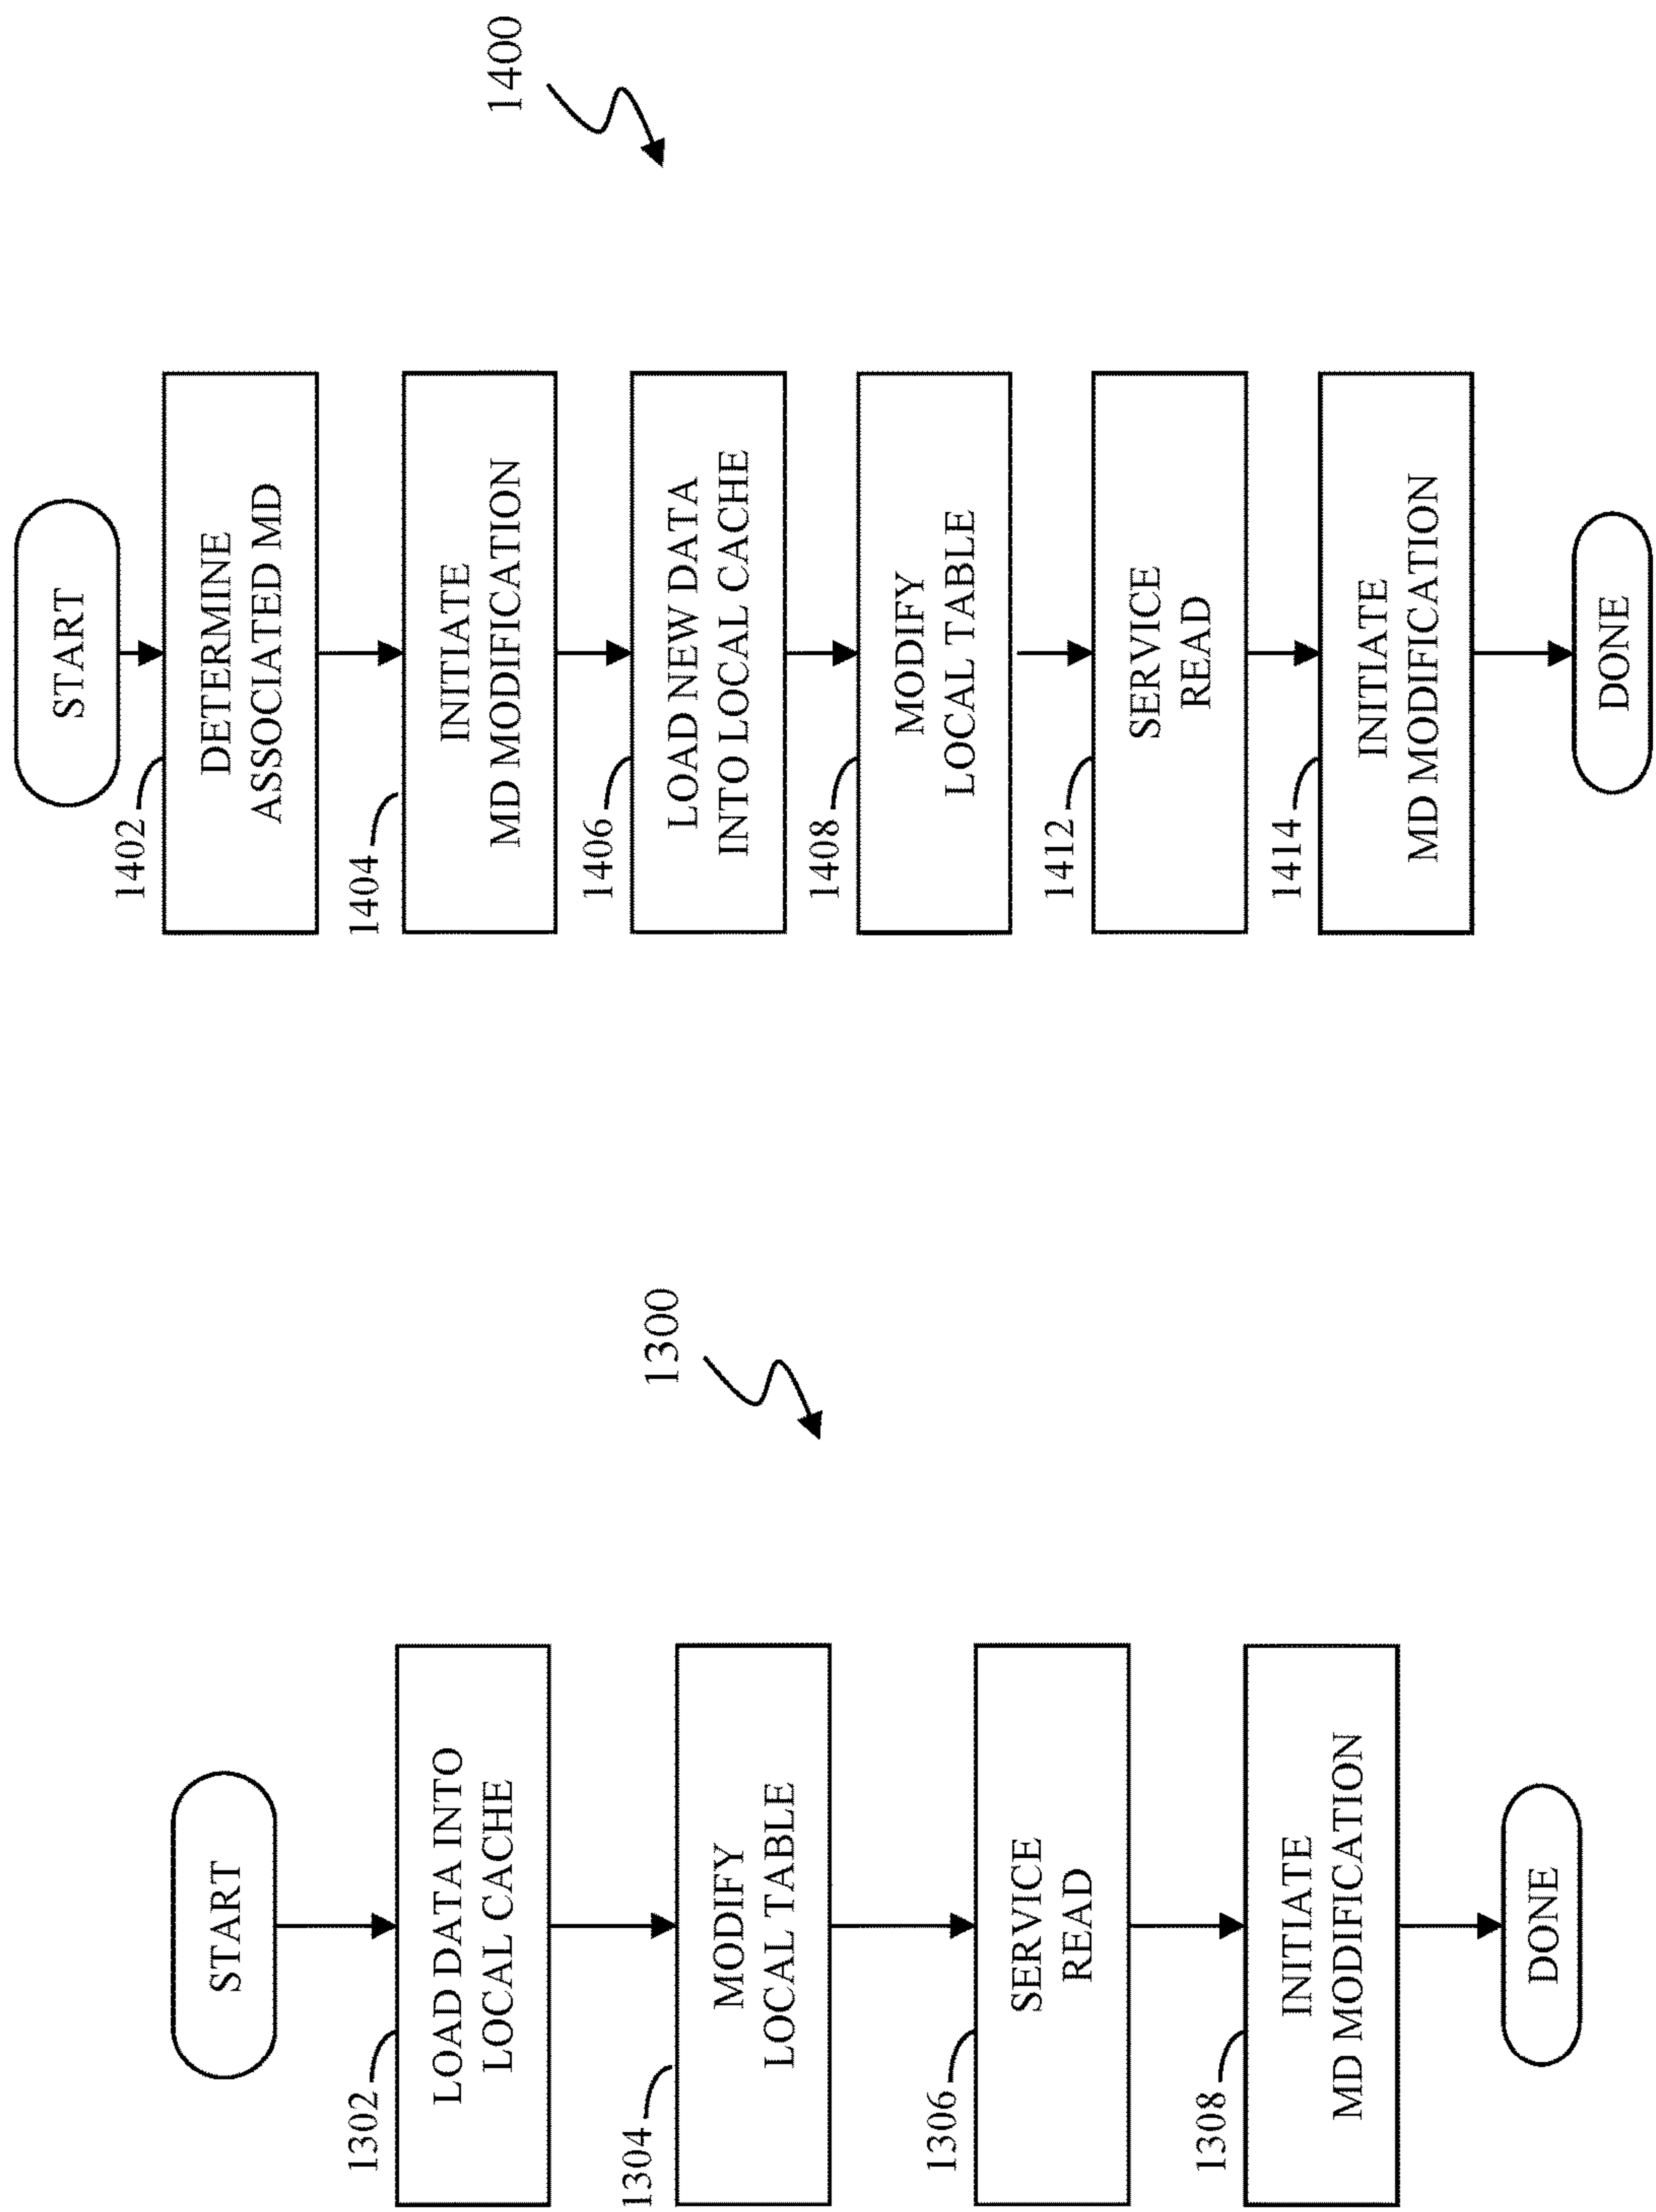 START
1302
LOAD DATA INTO
LOCAL CACHE
1304
MODIFY
LOCAL TABLE
1306
SERVICE
READ
1308
INITIATE
MD MODIFICATION
DONE
1300
START
1402
DETERMINE
ASSOCIATED MD
1404
INITIATE
MD MODIFICATION
1406
LOAD NEW DATA
INTO LOCAL CACHE
1408
MODIFY
LOCAL TABLE
1412
SERVICE
READ
1414
INITIATE
MD MODIFICATION
DONE
1400